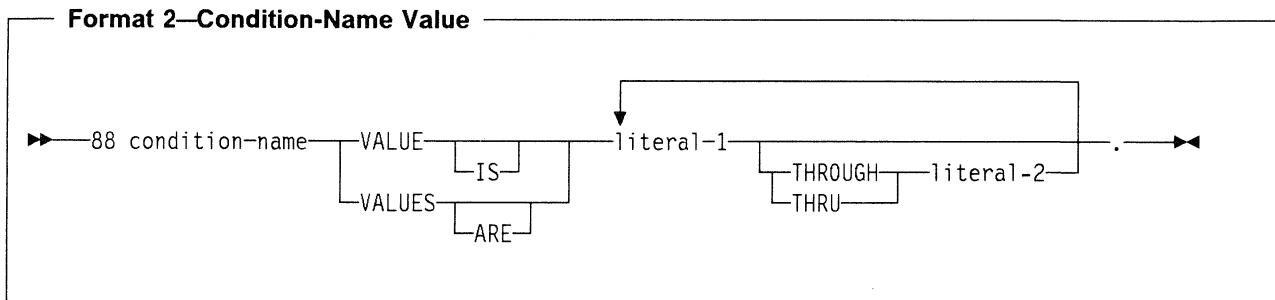 Format 2—Condition-Name Value
88 condition-name VALUE literal-1 .
IS THROUGH literal-2
VALUES THRU
ARE